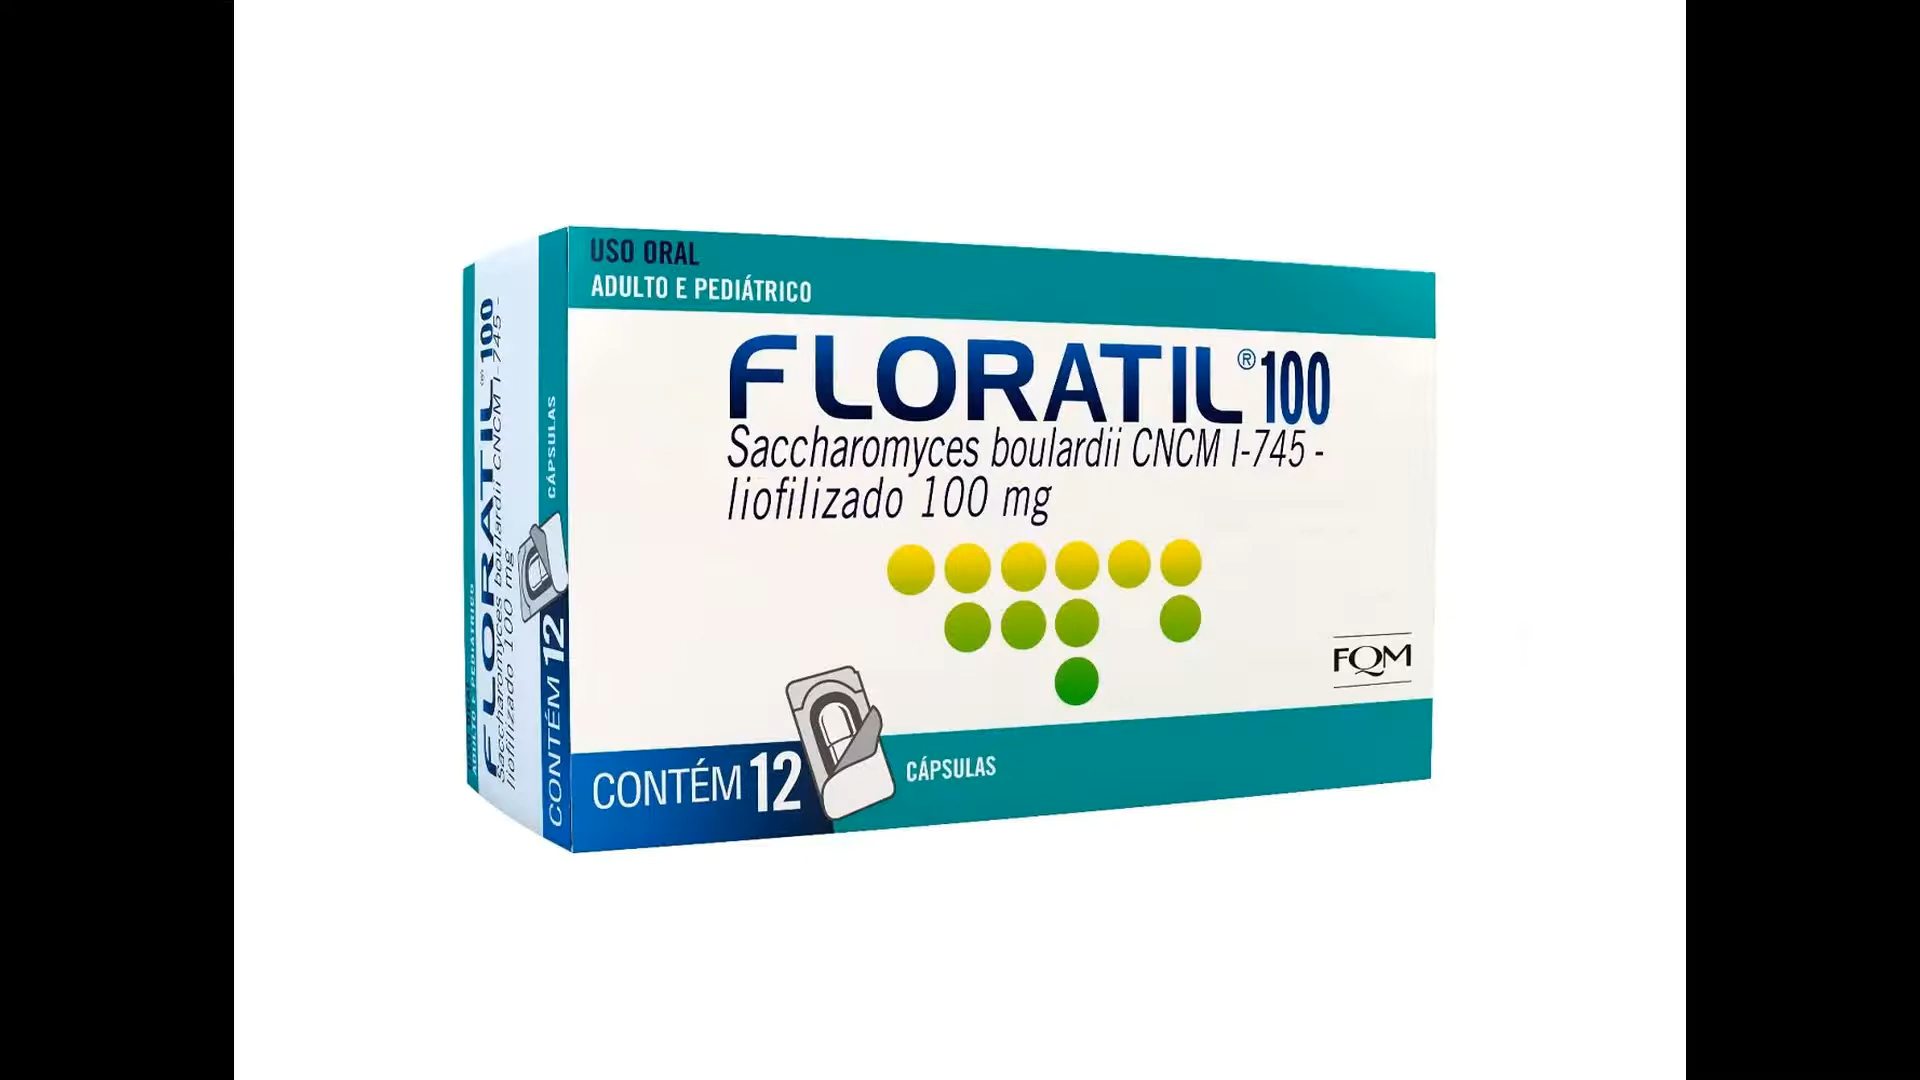 USO ORAL
ADULTO E PEDIÁTRICO
FLORATIL®100
Saccharomyces boulardii CNCM I-745 -
liofilizado 100 mg
FQM
CONTÉM 12
CÁPSULAS
ADULTO E PEDIÁTRICO
FLORATIL®100
Saccharomyces boulardii CNCM I-745 -
liofilizado 100 mg
CONTÉM 12
CÁPSULAS